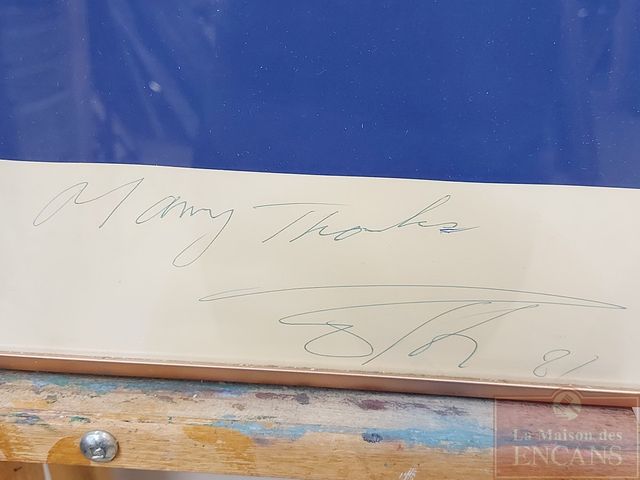 Many Thanks
81
La Maison des
ENCANS